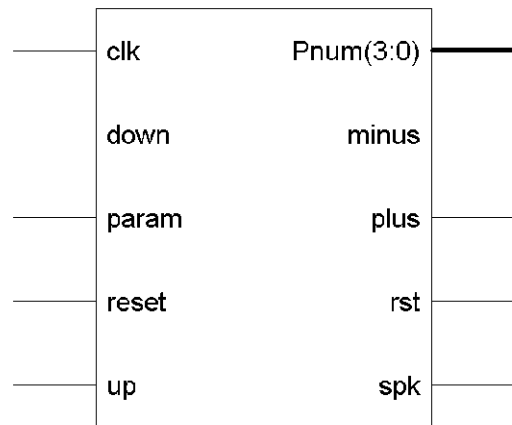 clk Pnum(3:0)
down minus
param plus
reset rst
up spk